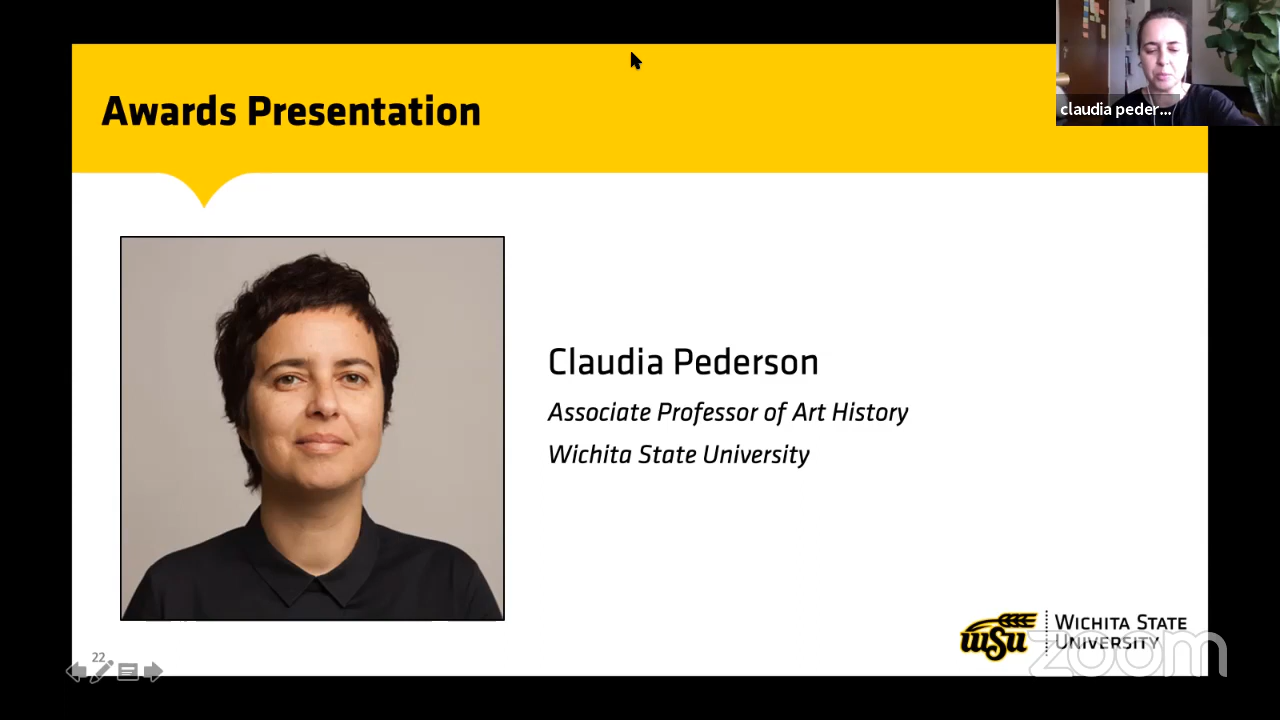 Awards Presentation
claudia peder...
Claudia Pederson
Associate Professor of Art History
Wichita State University
WSU
WICHITA STATE
UNIVERSITY
zoom
22